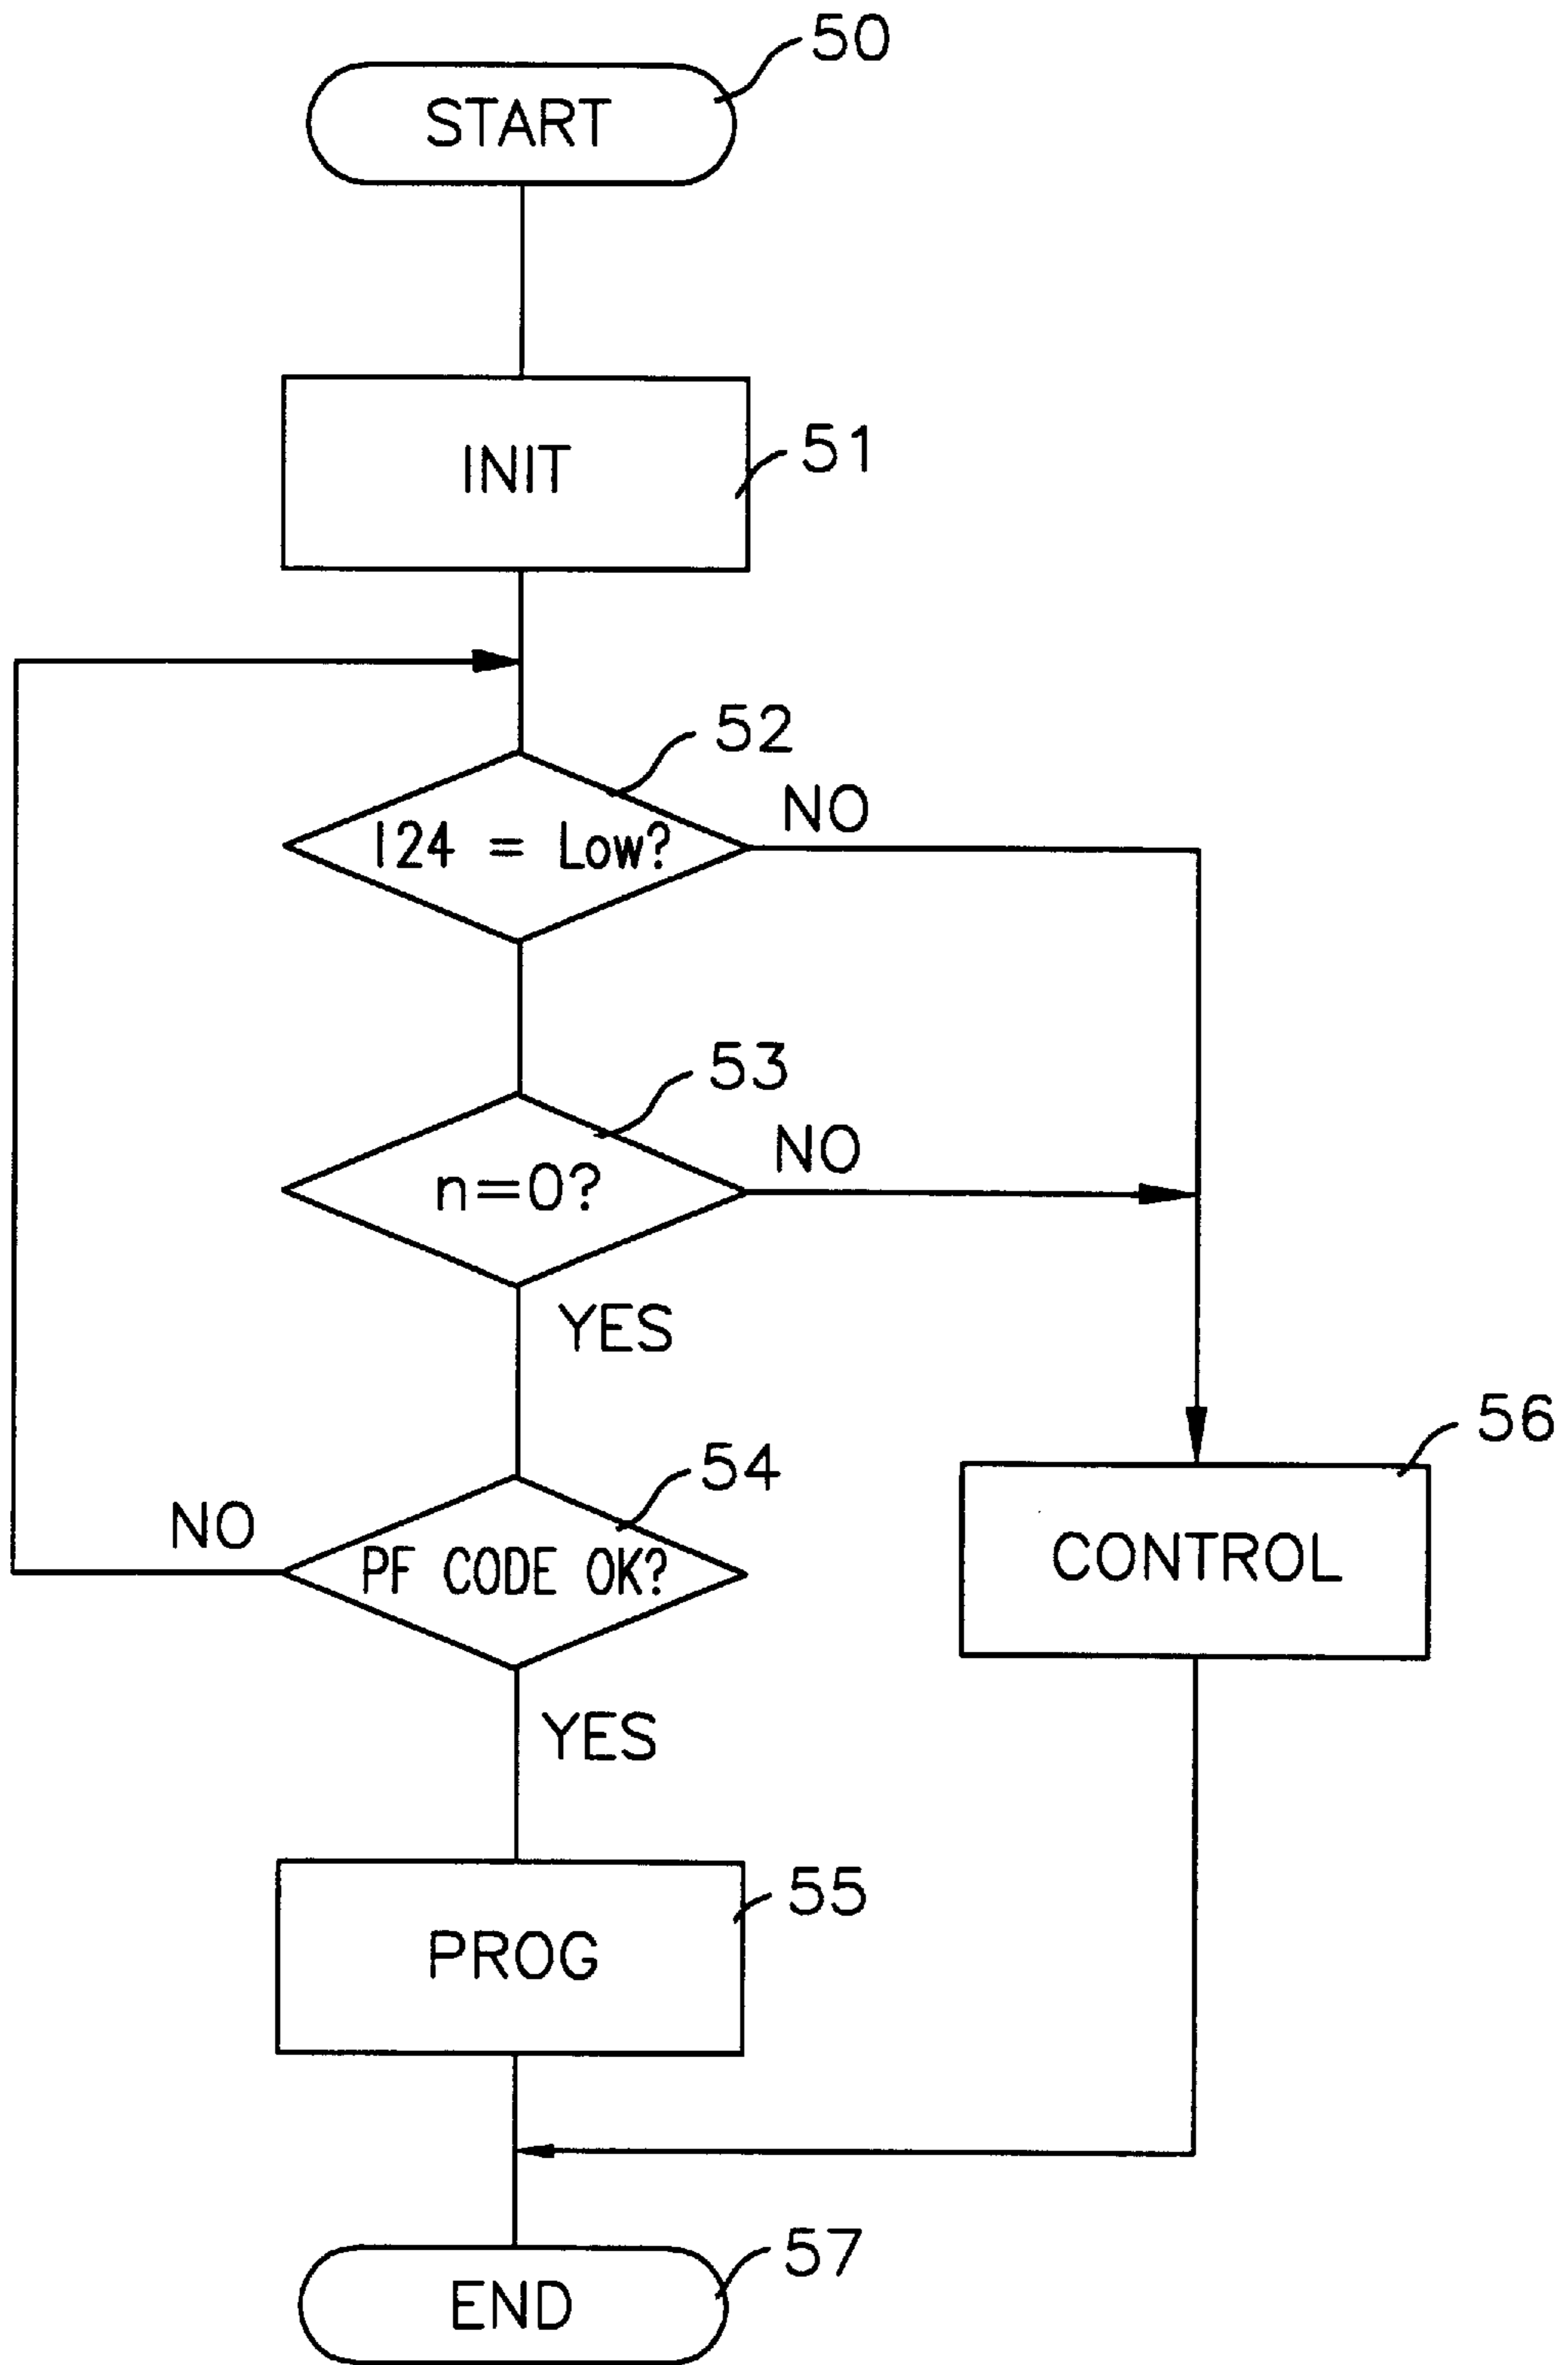 50
START
51
INIT
52
NO
124 = Low?
53
NO
n=0?
YES
54
NO
PF CODE OK?
56
CONTROL
YES
55
PROG
57
END